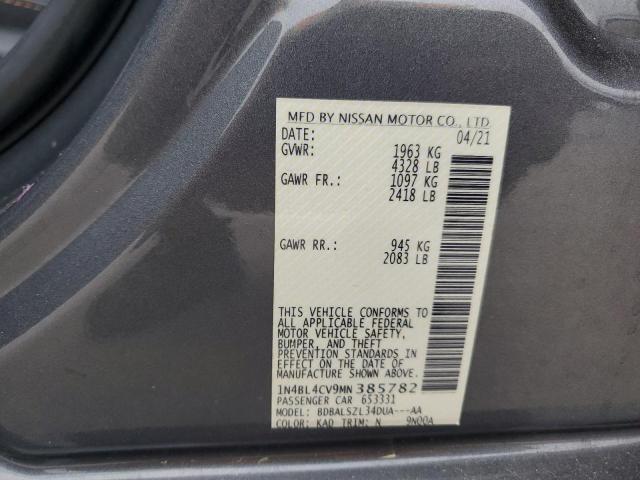 MFD BY NISSAN MOTOR CO., LTD.
DATE: 04/21
GVWR: 1963 KG
4328 LB
GAWR FR.: 1097 KG
2418 LB
GAWR RR.: 945 KG
2083 LB
THIS VEHICLE CONFORMS TO
ALL APPLICABLE FEDERAL
MOTOR VEHICLE SAFETY,
BUMPER, AND THEFT
PREVENTION STANDARDS IN
EFFECT ON THE DATE OF
MANUFACTURE SHOWN ABOVE.
1N4BL4CV9MN385782
PASSENGER CAR 653331
MODEL: BDBALSZL34DUA---AA
COLOR: KAD TRIM: N 9N00A